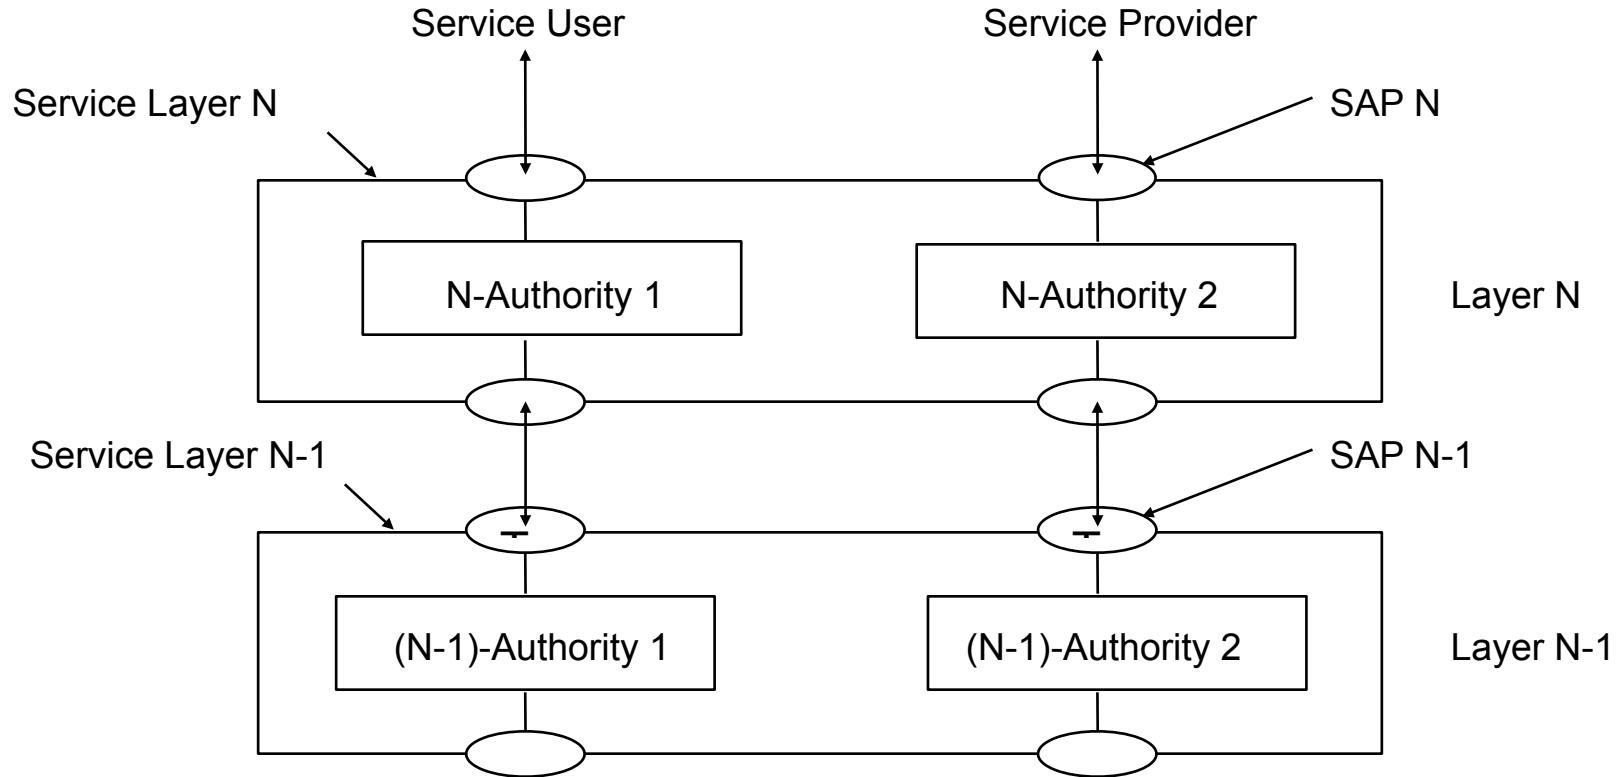 Service User
Service Provider
Service Layer N
SAP N
N-Authority 1
N-Authority 2
Layer N
Service Layer N-1
SAP N-1
(N-1)-Authority 1
(N-1)-Authority 2
Layer N-1